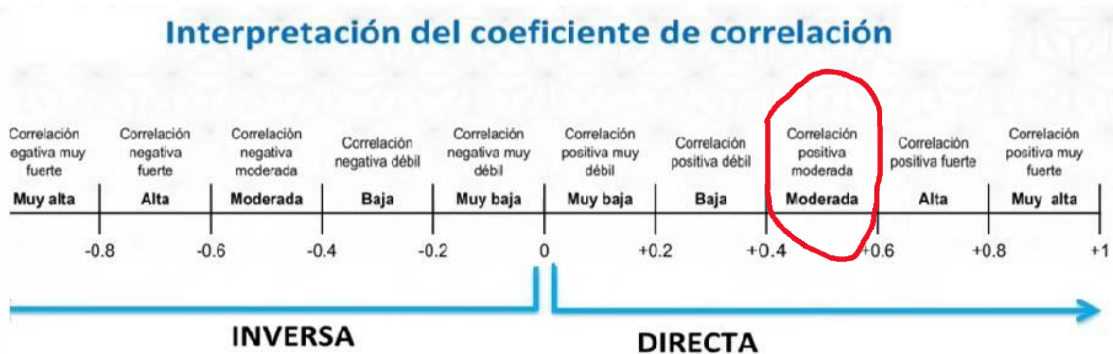 Interpretación del coeficiente de correlación
Correlación
egativa muy
fuerte
Correlación
negativa
fuerte
Correlación
negativa
moderada
Correlación
negativa débil
Correlación
negativa muy
débil
Correlación
positiva muy
débil
Correlación
positiva débil
Correlación
positiva
moderada
Correlación
positiva fuerte
Correlación
positiva muy
fuerte
Muy alta Alta Moderada Baja Muy baja Muy baja Baja Moderada Alta Muy alta
-0.8 -0.6 -0.4 -0.2 0 +0.2 +0.4 +0.6 +0.8 +1
INVERSA DIRECTA